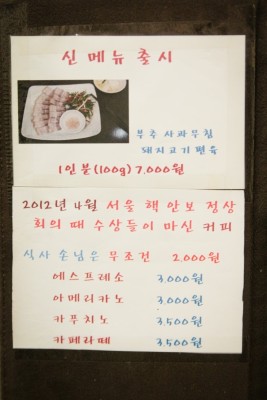 신메뉴출시
부추 사과무침
돼지고기 편육
1인분(100g) 7,000원
2012년 4월 서울 핵안보 정상
회의 때 수상들이 마신 커피
식사 손님은 무조건 2,000원
에스프레소 3,000원
아메리카노 3,000원
카푸치노 3,500원
카페라떼 3,500원